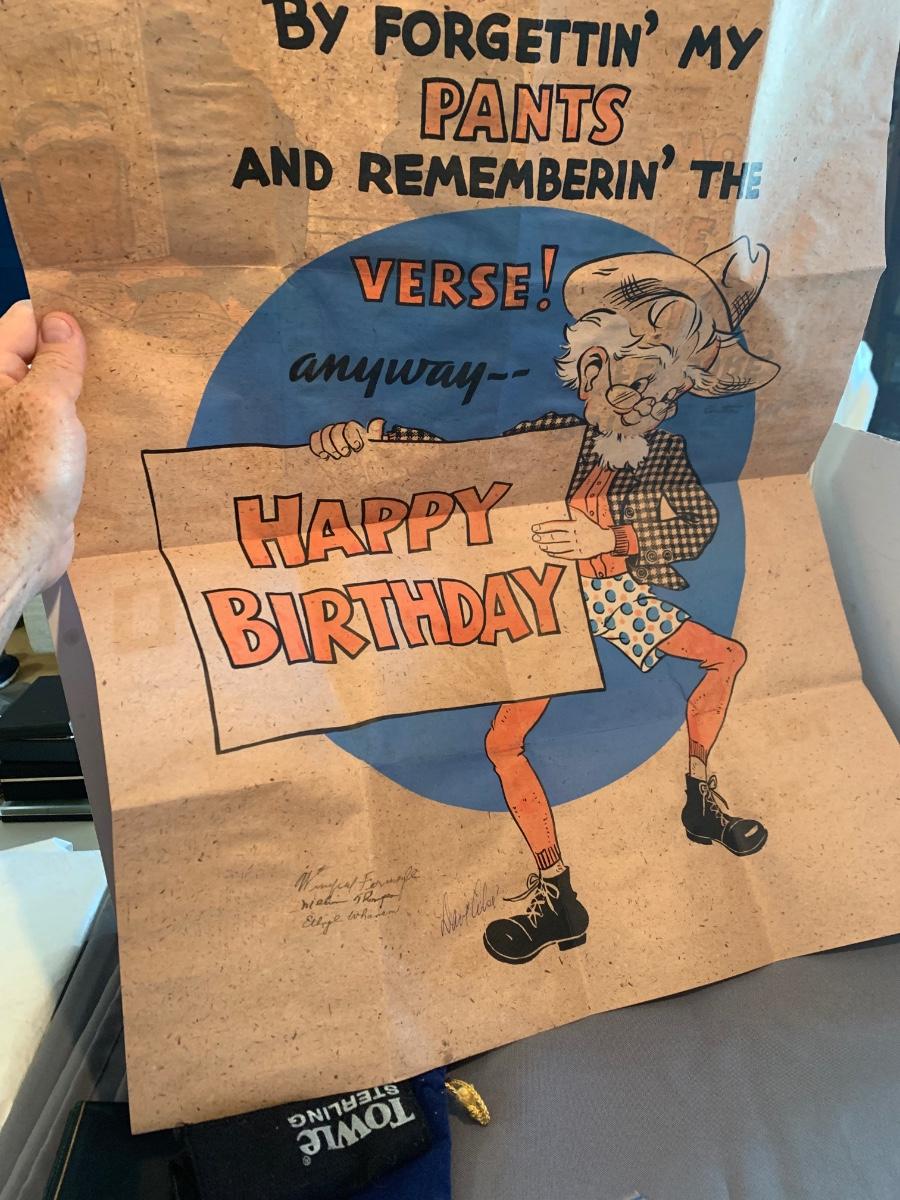 BY FORGETTIN' MY
PANTS
AND REMEMBERIN' THE
VERSE!
anyway--
HAPPY
BIRTHDAY
TOWLE®
STERLING